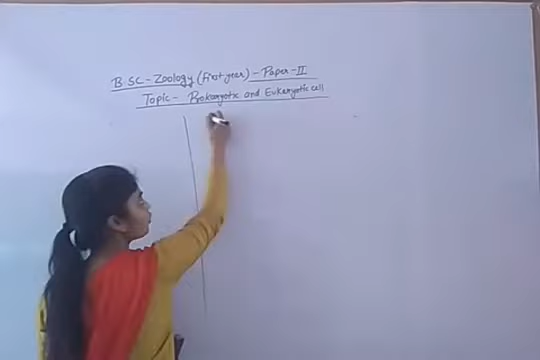 B.SC - Zoology (First year) - Paper - II
Topic - Prokaryotic and Eukaryotic cell